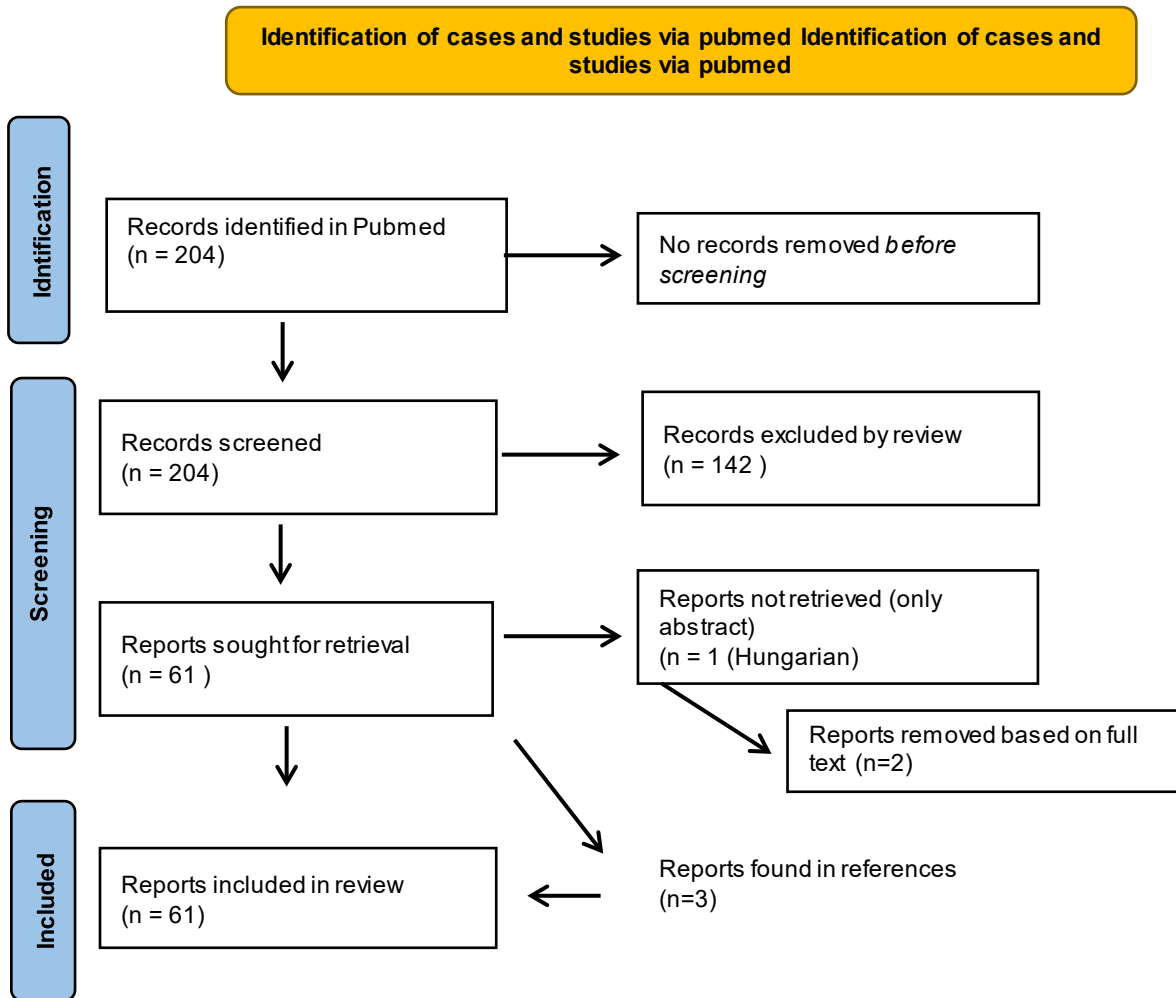 Identification of cases and studies via pubmed Identification of cases and
studies via pubmed
Idntification
Records identified in Pubmed
(n = 204)
No records removed before
screening
Screening
Records screened
(n = 204)
Records excluded by review
(n = 142 )
Reports sought for retrieval
(n = 61 )
Reports not retrieved (only
abstract)
(n = 1 (Hungarian)
Reports removed based on full
text (n=2)
Included
Reports included in review
(n = 61)
Reports found in references
(n=3)